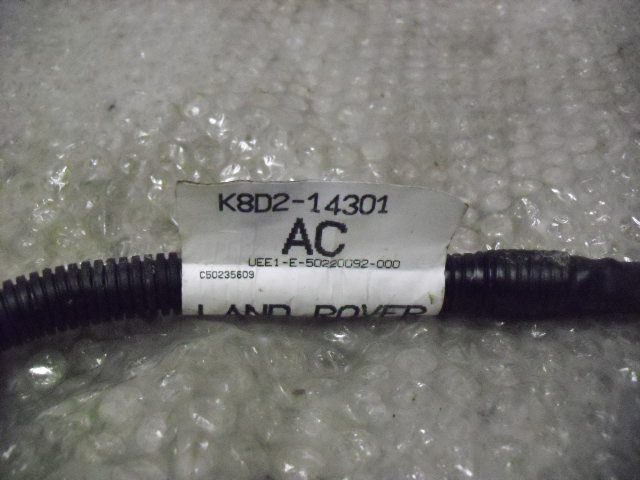 K8D2-14301
AC
UEE1-E-50220092-000
C50235609
LAND ROVER